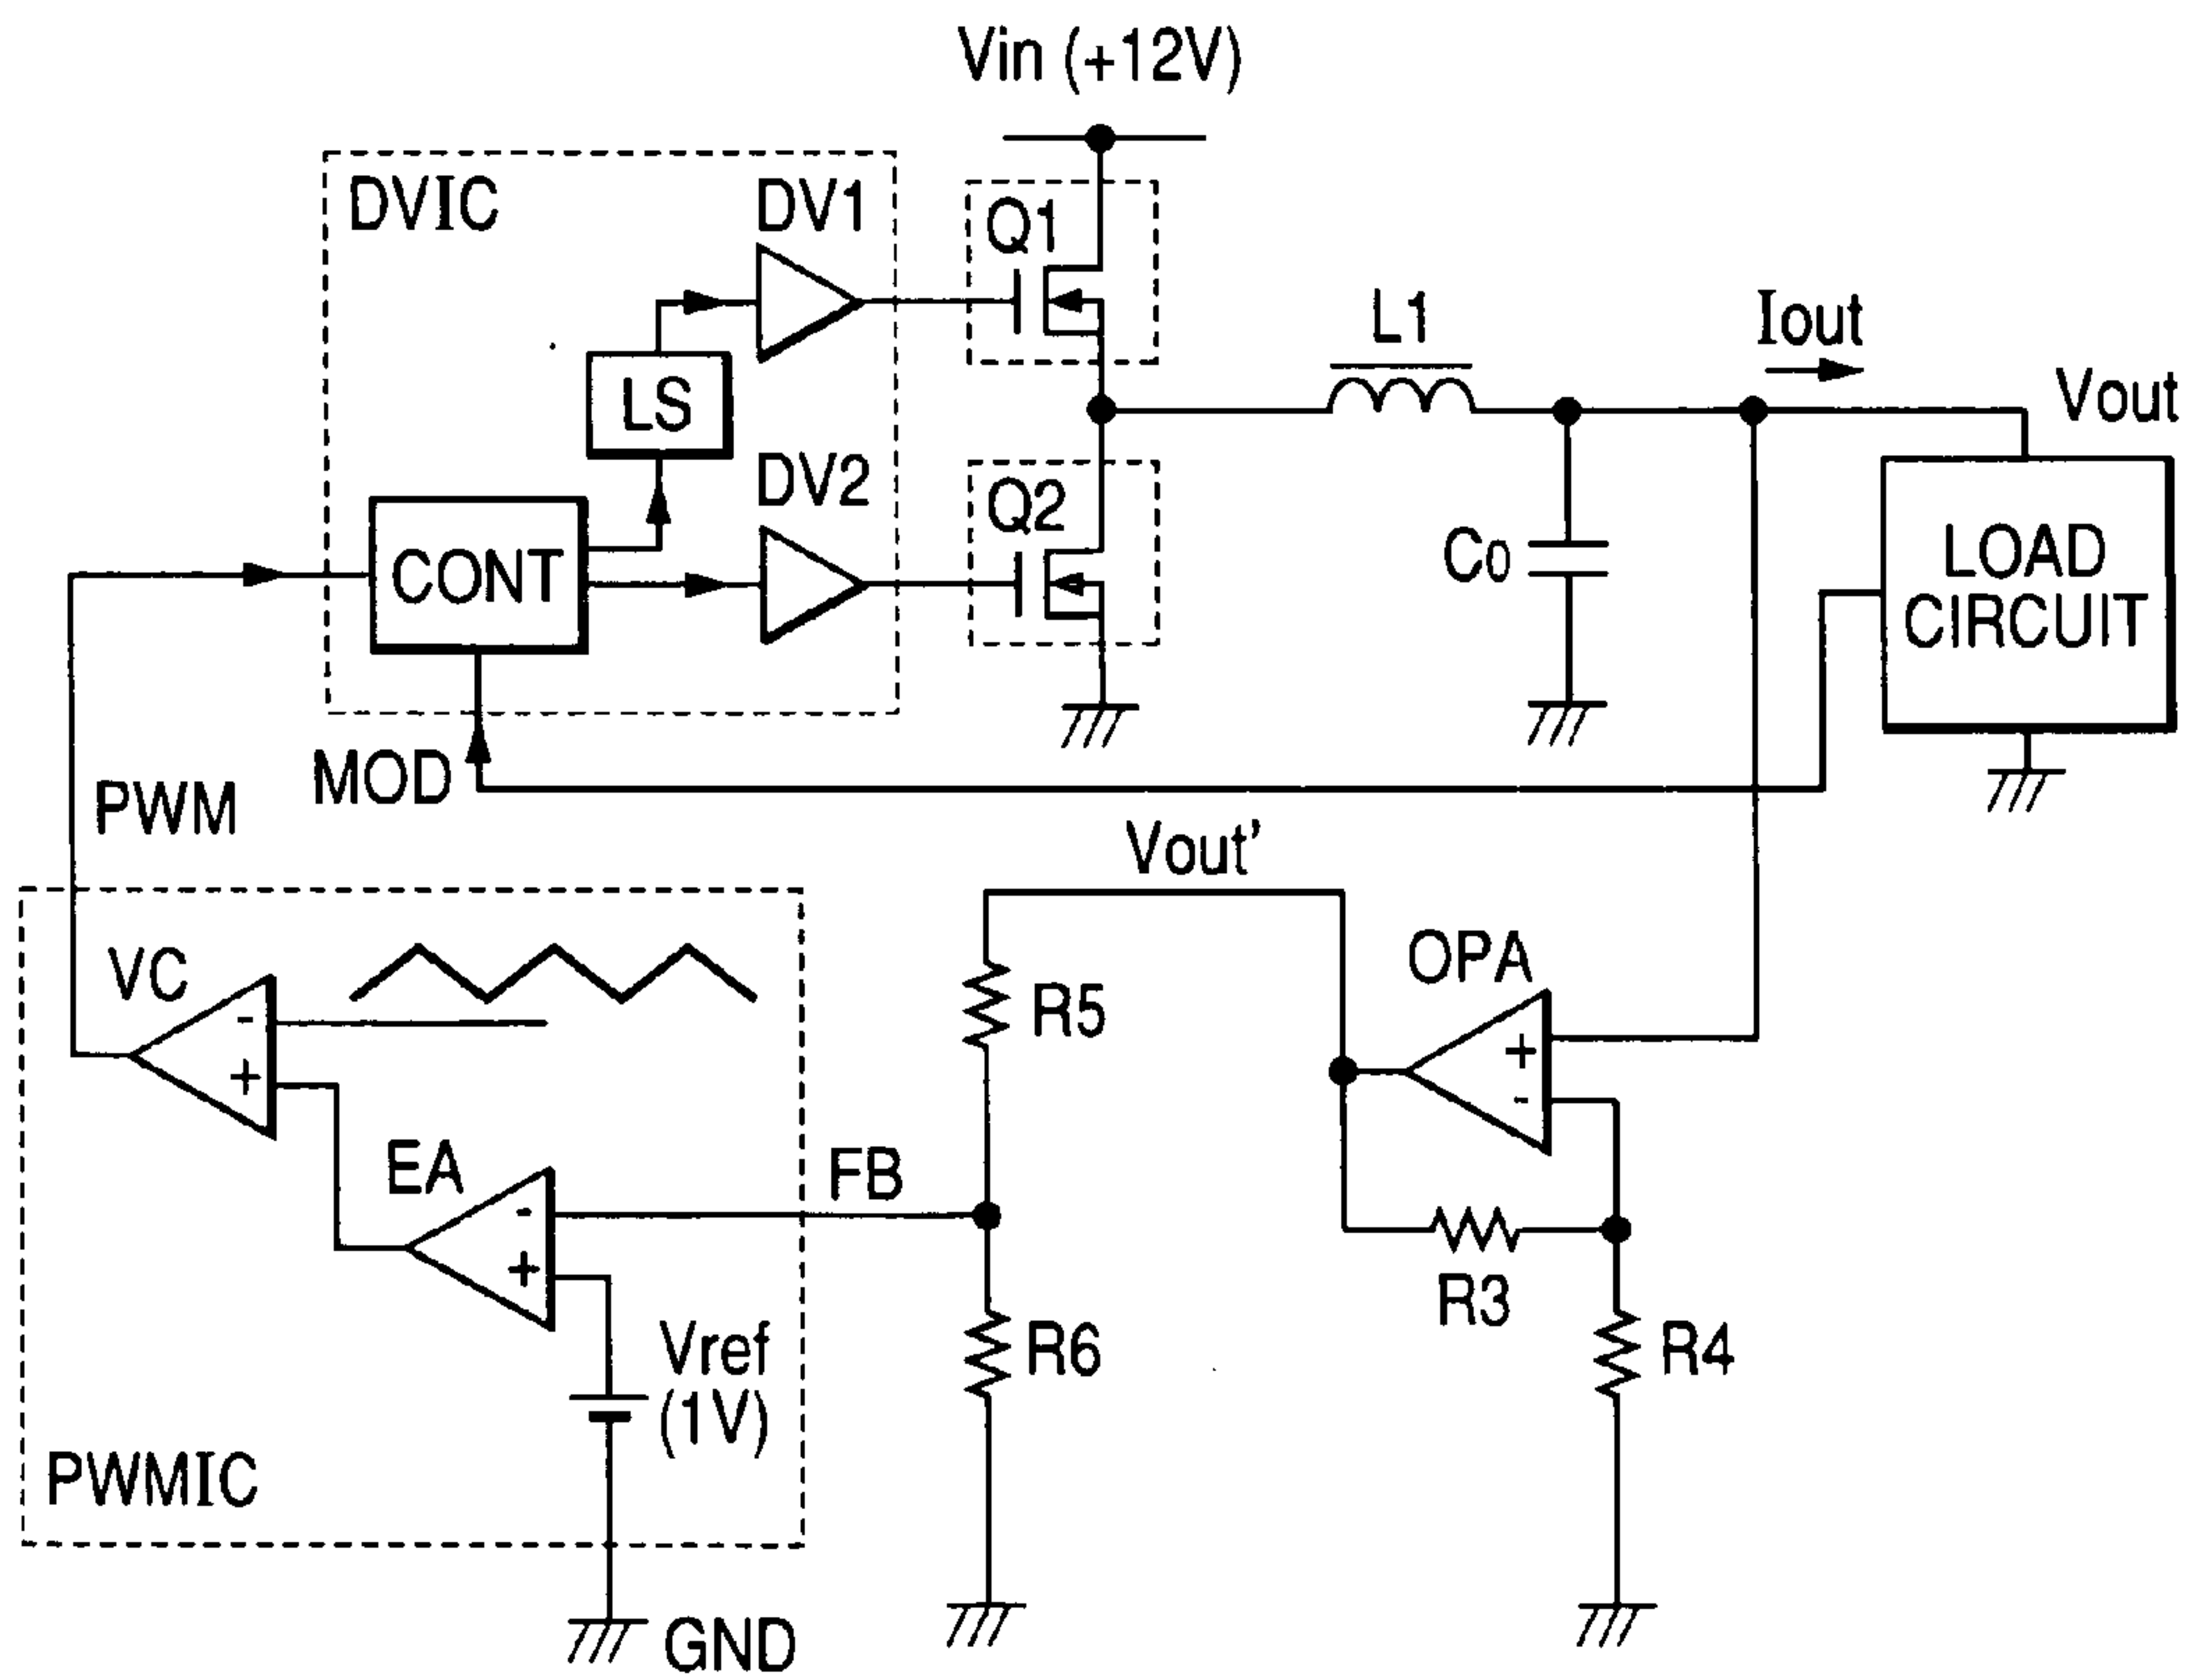 Vin (+12V)
DVIC
DV1
Q1
L1
Iout
Vout
LS
DV2
Q2
CONT
C0
LOAD
CIRCUIT
MOD
PWM
Vout'
VC
-
+
R5
OPA
+
-
EA
-
+
FB
R3
Vref
(1V)
R6
R4
PWMIC
GND